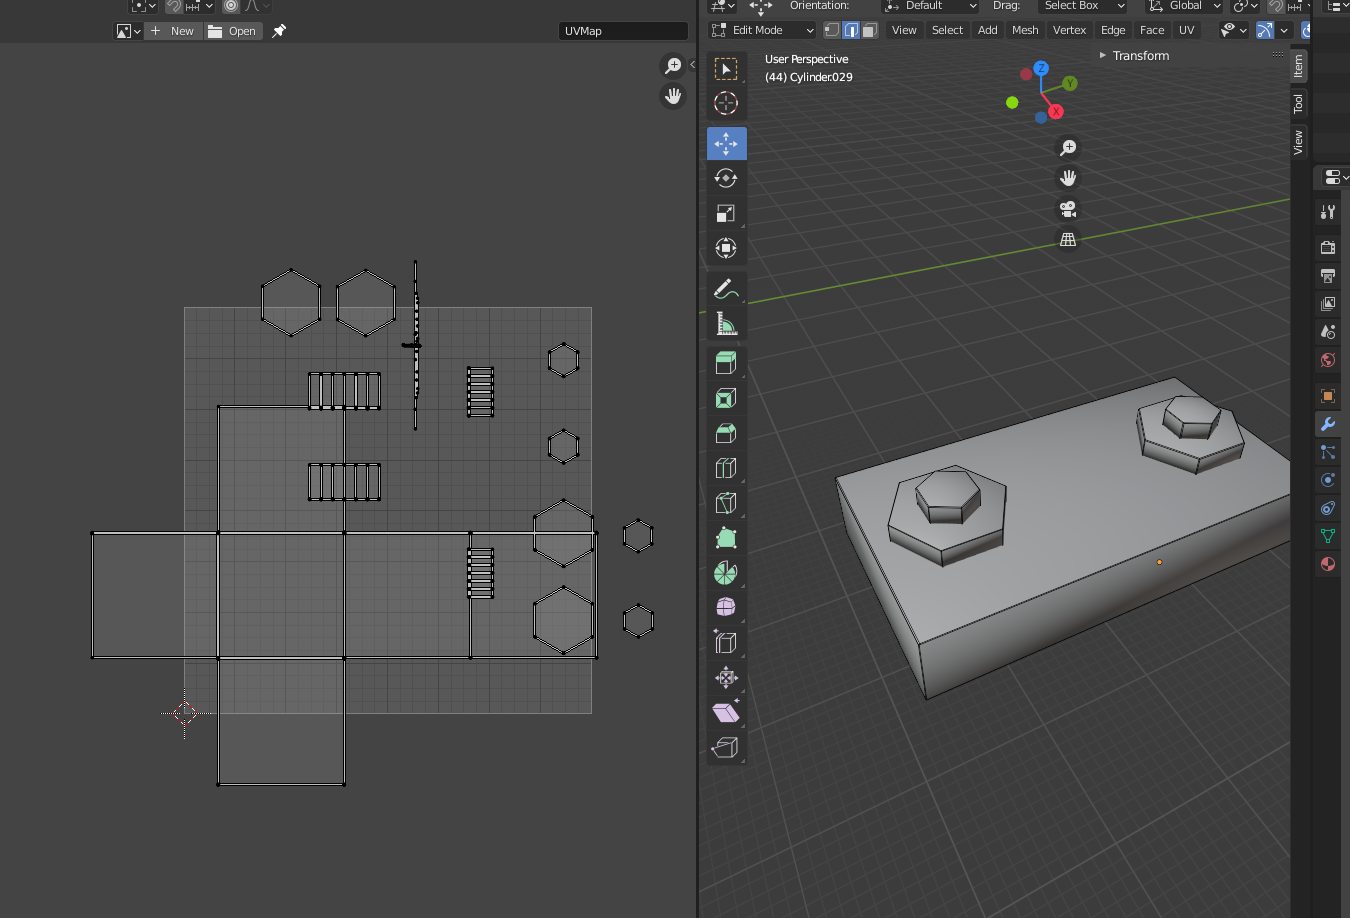 Orientation:
Default
Drag:
Select Box
Global
New
Open
UVMap
Edit Mode
View
Select
Add
Mesh
Vertex
Edge
Face
UV
User Perspective
(44) Cylinder.029
Transform
Z
Y
X
Item
Tool
View